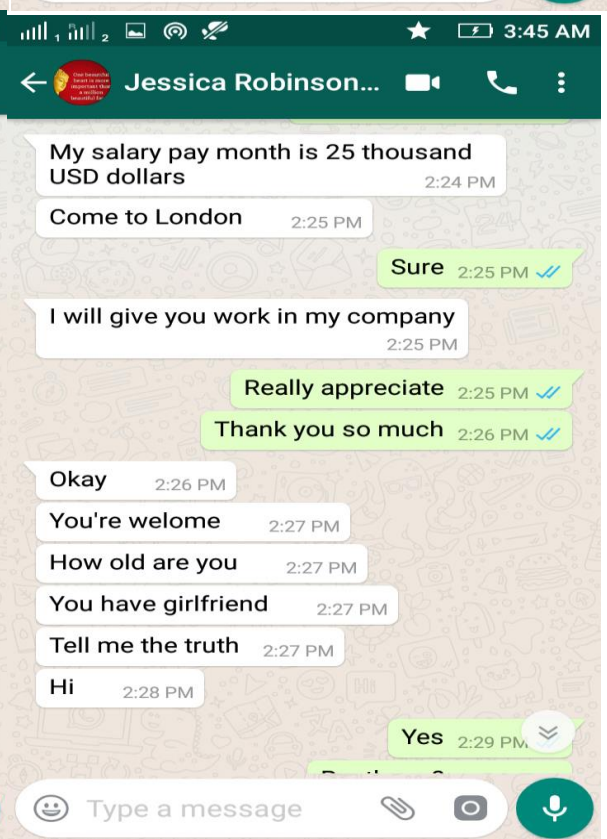 3:45 AM
Jessica Robinson...
My salary pay month is 25 thousand
USD dollars
2:24 PM
Come to London 2:25 PM
Sure 2:25 PM
I will give you work in my company
2:25 PM
Really appreciate 2:25 PM
Thank you so much 2:26 PM
Okay 2:26 PM
You're welome 2:27 PM
How old are you 2:27 PM
You have girlfriend 2:27 PM
Tell me the truth 2:27 PM
Hi 2:28 PM
Yes 2:29 PM
Type a message